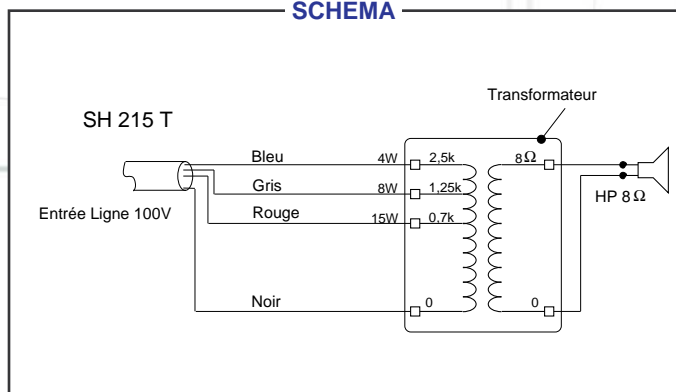 SCHEMA
Transformateur
SH 215 T
Bleu 4W 2,5k 8Ω
Gris 8W 1,25k
HP 8Ω
Entrée Ligne 100V
Rouge 15W 0,7k
Noir 0 0